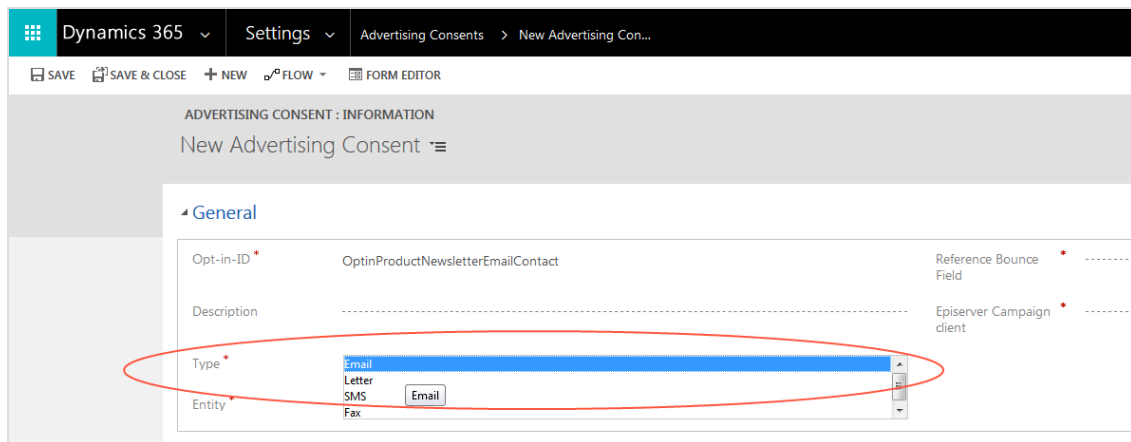 Dynamics 365 Settings Advertising Consents > New Advertising Con...
SAVE SAVE & CLOSE NEW FLOW FORM EDITOR
ADVERTISING CONSENT : INFORMATION
New Advertising Consent
General
Opt-in-ID * OptinProductNewsletterEmailContact Reference Bounce *
Field
Description Episerver Campaign *
client
Type * Email
Letter
SMS Email
Entity *
Fax